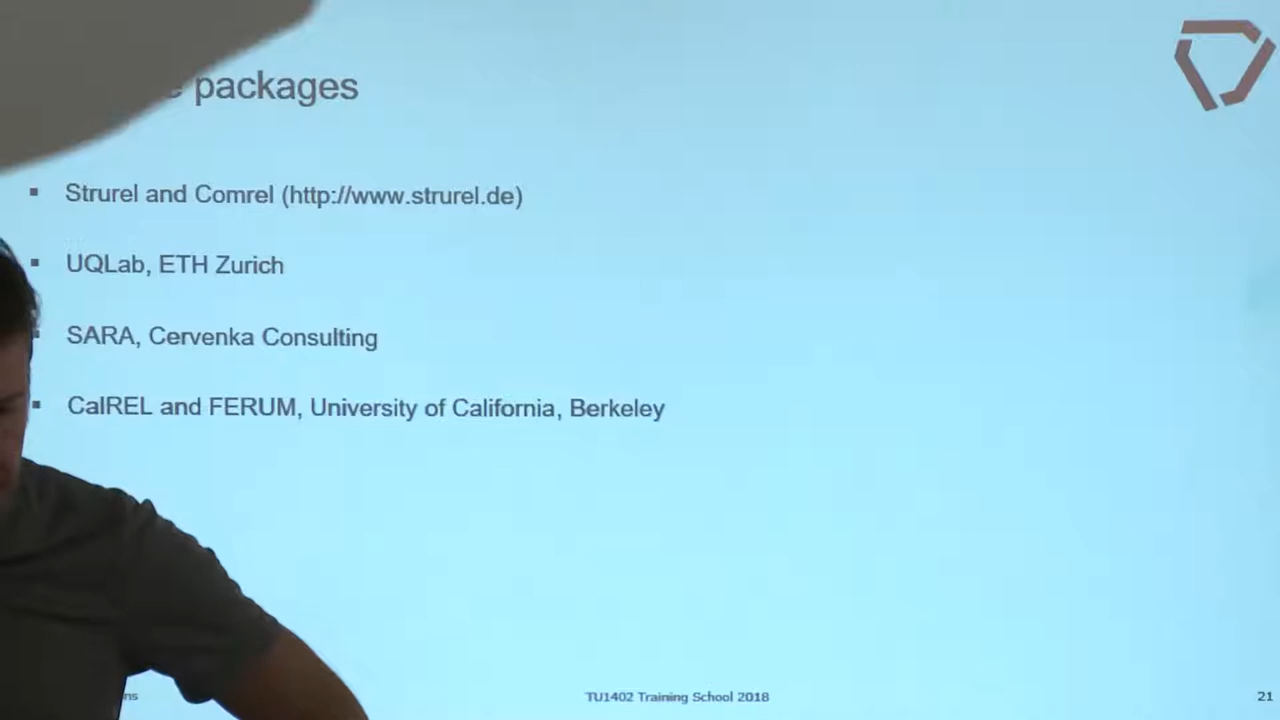 packages
Strurel and Comrel (http://www.strurel.de)
UQLab, ETH Zurich
SARA, Cervenka Consulting
CalREL and FERUM, University of California, Berkeley
TU1402 Training School 2018
21